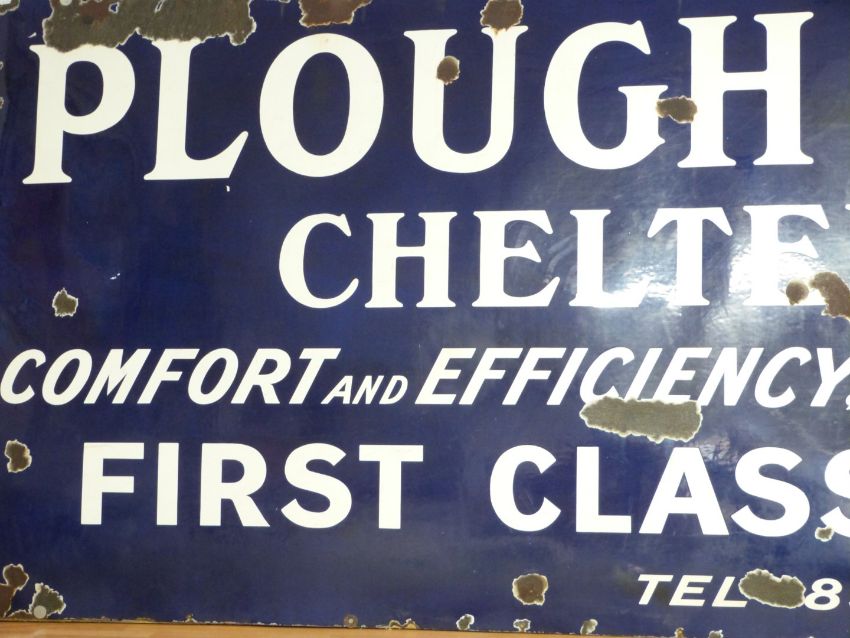 PLOUGH
CHELTE
COMFORT AND EFFICIENCY,
FIRST CLASS
TEL 8